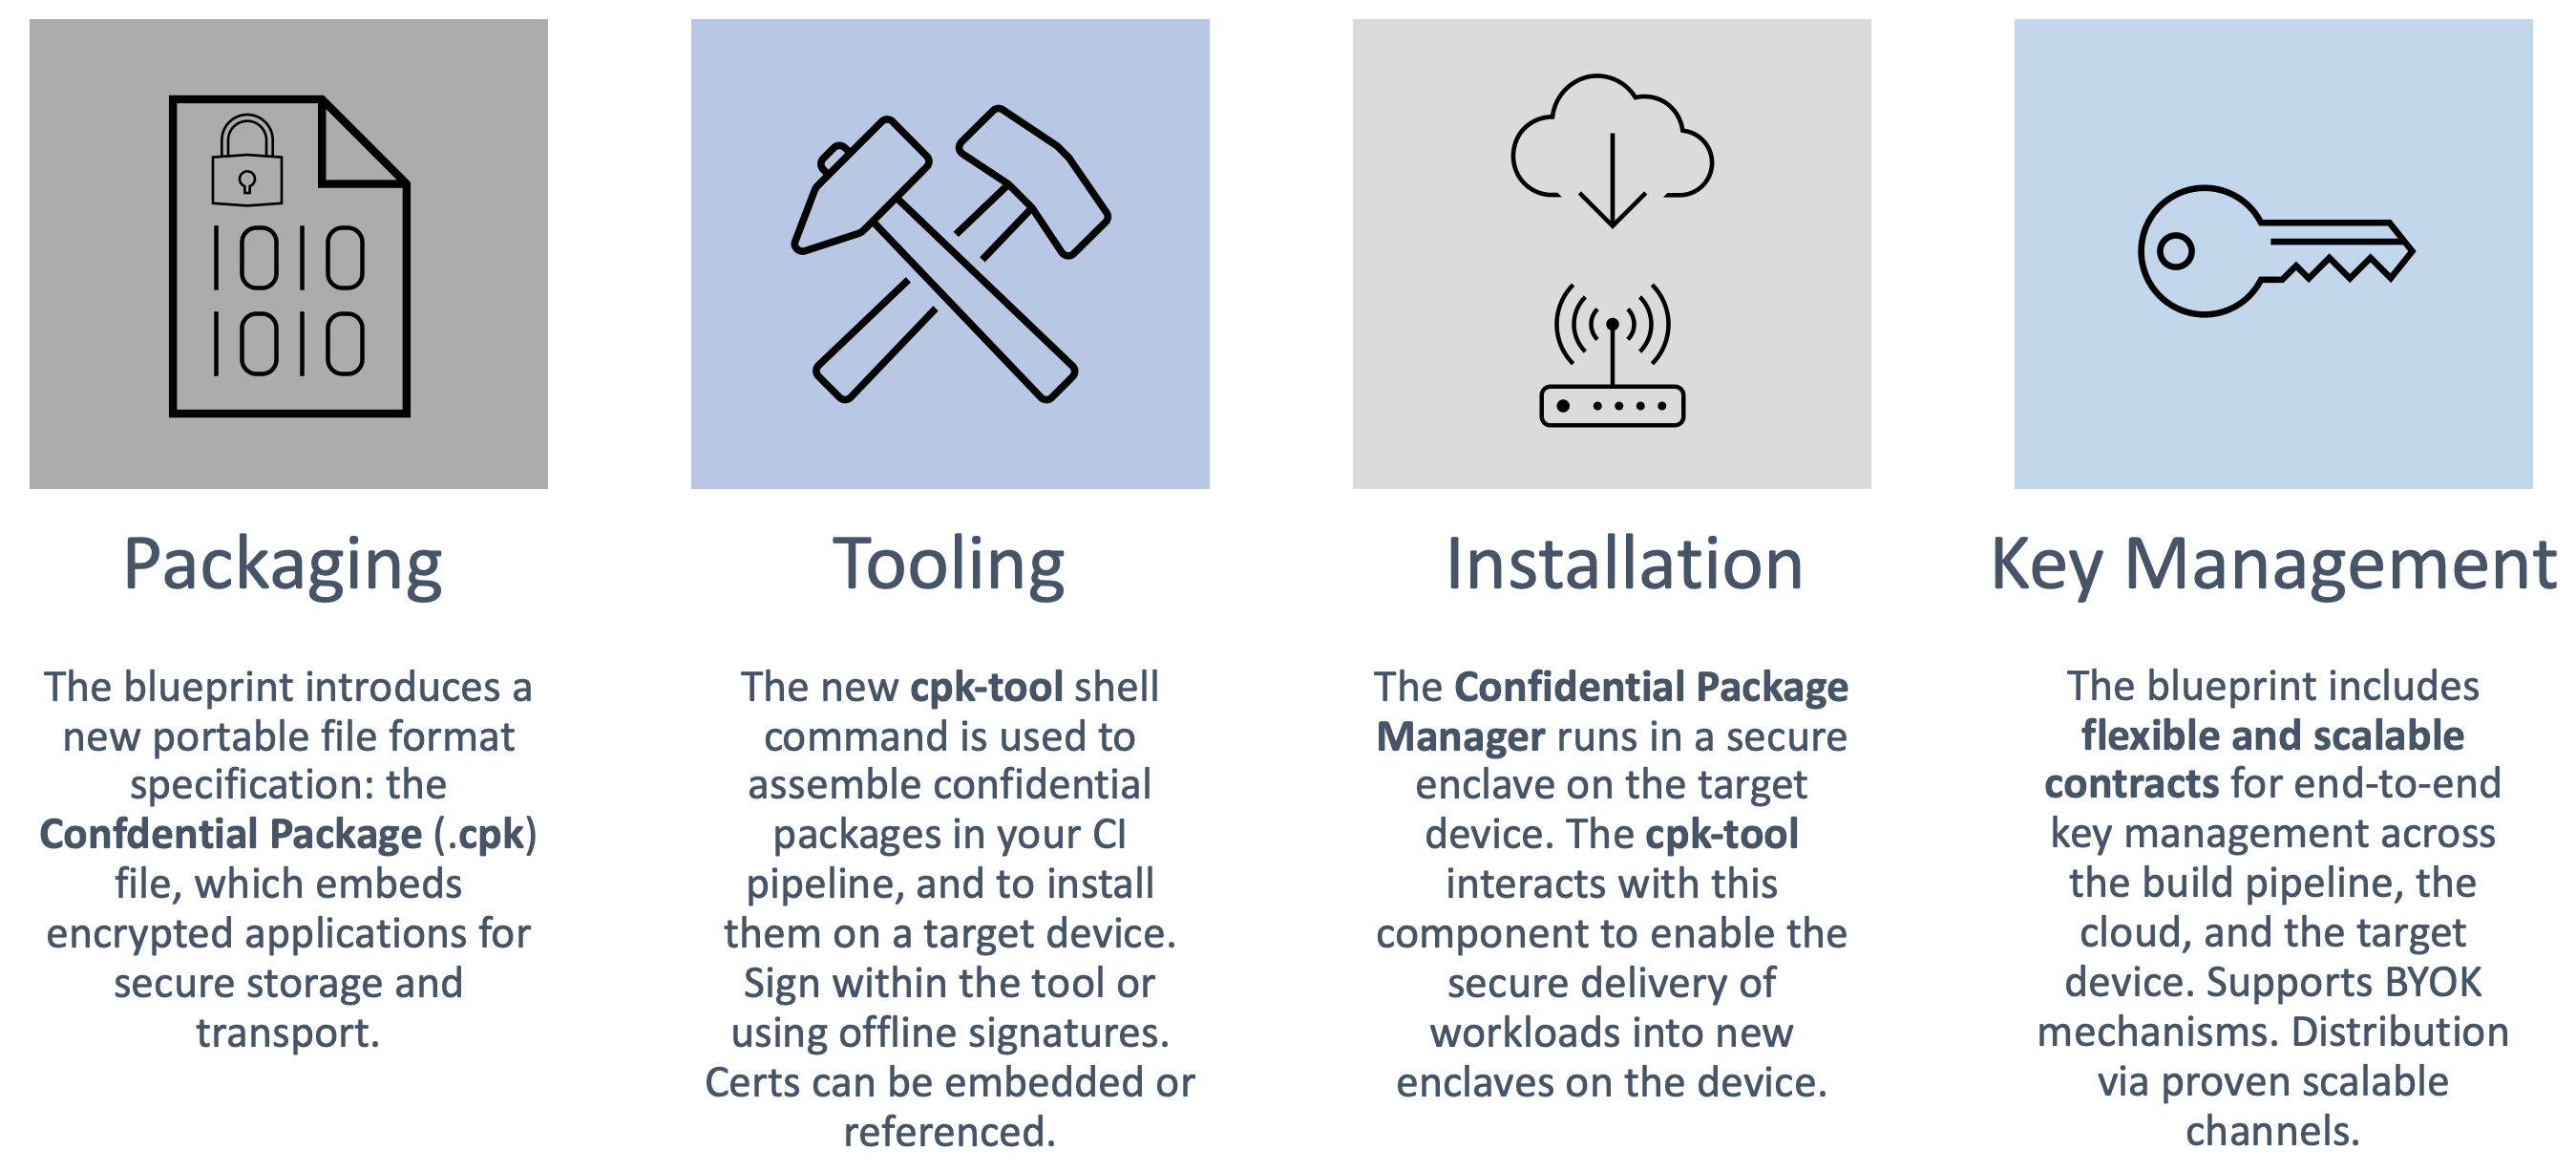 1010
1010
Packaging
The blueprint introduces a
new portable file format
specification: the
Confdential Package (.cpk)
file, which embeds
encrypted applications for
secure storage and
transport.
Tooling
The new cpk-tool shell
command is used to
assemble confidential
packages in your CI
pipeline, and to install
them on a target device.
Sign within the tool or
using offline signatures.
Certs can be embedded or
referenced.
Installation
The Confidential Package
Manager runs in a secure
enclave on the target
device. The cpk-tool
interacts with this
component to enable the
secure delivery of
workloads into new
enclaves on the device.
Key Management
The blueprint includes
flexible and scalable
contracts for end-to-end
key management across
the build pipeline, the
cloud, and the target
device. Supports BYOK
mechanisms. Distribution
via proven scalable
channels.